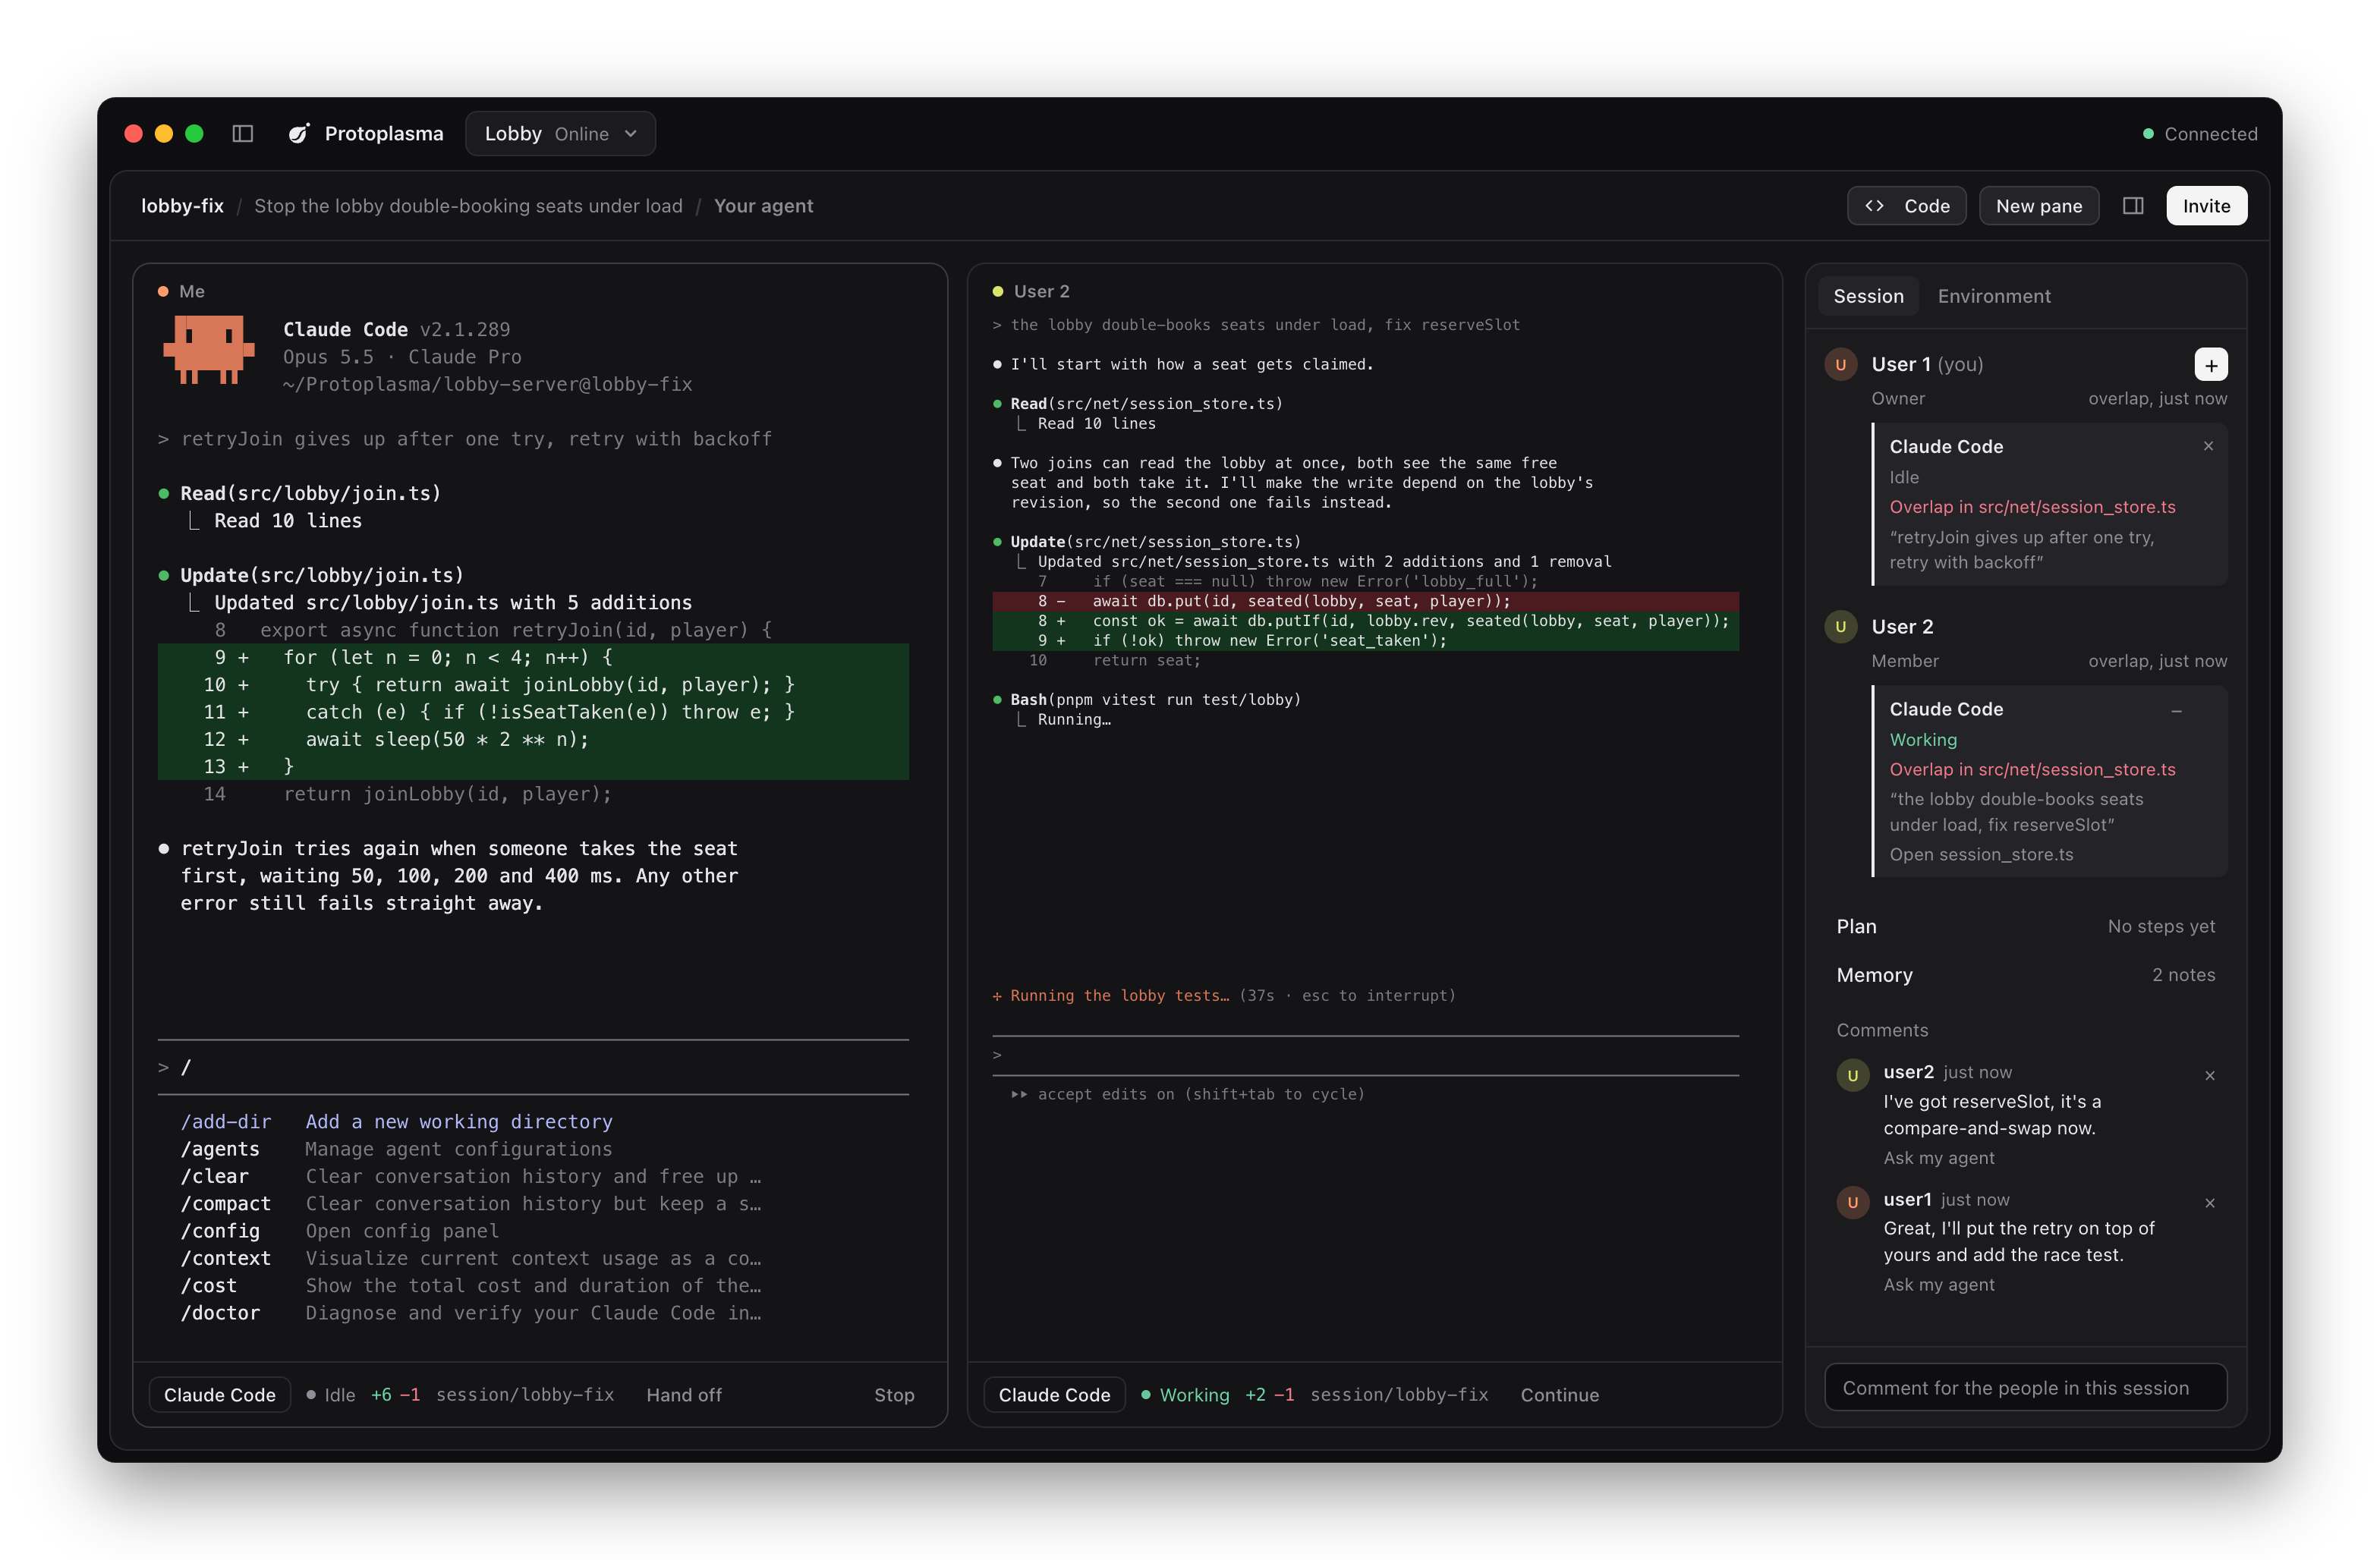 Protoplasma
Lobby Online
Connected
lobby-fix / Stop the lobby double-booking seats under load / Your agent
<> Code
New pane
Invite
Me
Claude Code v2.1.289
Opus 5.5 · Claude Pro
~/Protoplasma/lobby-server@lobby-fix
> retryJoin gives up after one try, retry with backoff
● Read(src/lobby/join.ts)
⎿ Read 10 lines
● Update(src/lobby/join.ts)
⎿ Updated src/lobby/join.ts with 5 additions
8 export async function retryJoin(id, player) {
9 + for (let n = 0; n < 4; n++) {
10 + try { return await joinLobby(id, player); }
11 + catch (e) { if (!isSeatTaken(e)) throw e; }
12 + await sleep(50 * 2 ** n);
13 + }
14 return joinLobby(id, player);
● retryJoin tries again when someone takes the seat
first, waiting 50, 100, 200 and 400 ms. Any other
error still fails straight away.
> /
/add-dir Add a new working directory
/agents Manage agent configurations
/clear Clear conversation history and free up …
/compact Clear conversation history but keep a s…
/config Open config panel
/context Visualize current context usage as a co…
/cost Show the total cost and duration of the…
/doctor Diagnose and verify your Claude Code in…
Claude Code Idle +6 −1 session/lobby-fix Hand off Stop
User 2
> the lobby double-books seats under load, fix reserveSlot
● I'll start with how a seat gets claimed.
● Read(src/net/session_store.ts)
⎿ Read 10 lines
● Two joins can read the lobby at once, both see the same free
seat and both take it. I'll make the write depend on the lobby's
revision, so the second one fails instead.
● Update(src/net/session_store.ts)
⎿ Updated src/net/session_store.ts with 2 additions and 1 removal
7 if (seat === null) throw new Error('lobby_full');
8 − await db.put(id, seated(lobby, seat, player));
8 + const ok = await db.putIf(id, lobby.rev, seated(lobby, seat, player));
9 + if (!ok) throw new Error('seat_taken');
10 return seat;
● Bash(pnpm vitest run test/lobby)
⎿ Running…
Running the lobby tests… (37s · esc to interrupt)
>
⏵⏵ accept edits on (shift+tab to cycle)
Claude Code Working +2 −1 session/lobby-fix Continue
Session Environment
U User 1 (you) +
Owner overlap, just now
Claude Code ×
Idle
Overlap in src/net/session_store.ts
“retryJoin gives up after one try,
retry with backoff”
U User 2
Member overlap, just now
Claude Code –
Working
Overlap in src/net/session_store.ts
“the lobby double-books seats
under load, fix reserveSlot”
Open session_store.ts
Plan No steps yet
Memory 2 notes
Comments
U user2 just now ×
I've got reserveSlot, it's a
compare-and-swap now.
Ask my agent
U user1 just now ×
Great, I'll put the retry on top of
yours and add the race test.
Ask my agent
Comment for the people in this session